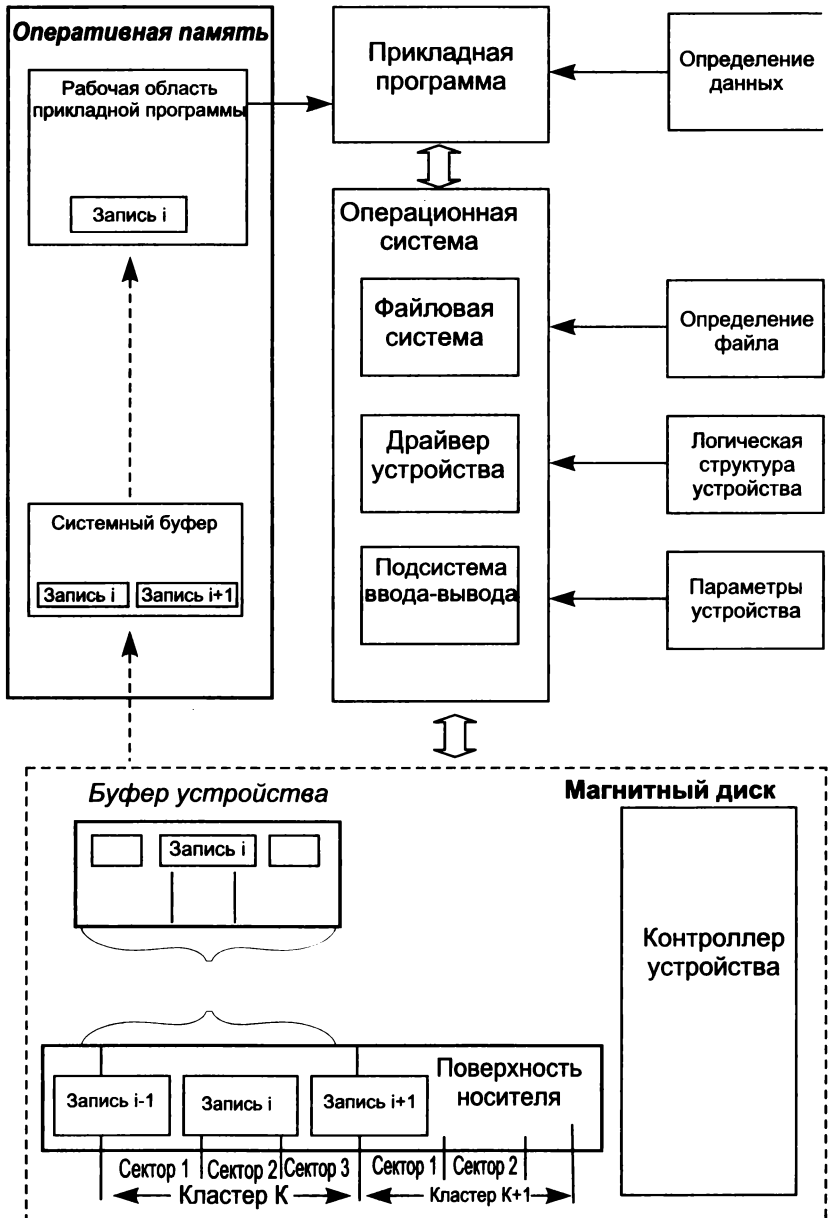 Оперативная память
Рабочая область
прикладной программы
Запись i
Системный буфер
Запись i
Запись i+1
Прикладная
программа
Операционная
система
Файловая
система
Драйвер
устройства
Подсистема
ввода-вывода
Определение
данных
Определение
файла
Логическая
структура
устройства
Параметры
устройства
Буфер устройства
Запись i
Магнитный диск
Контроллер
устройства
Поверхность
носителя
Запись i-1
Запись i
Запись i+1
Сектор 1
Сектор 2
Сектор 3
Сектор 1
Сектор 2
Кластер К
Кластер К+1